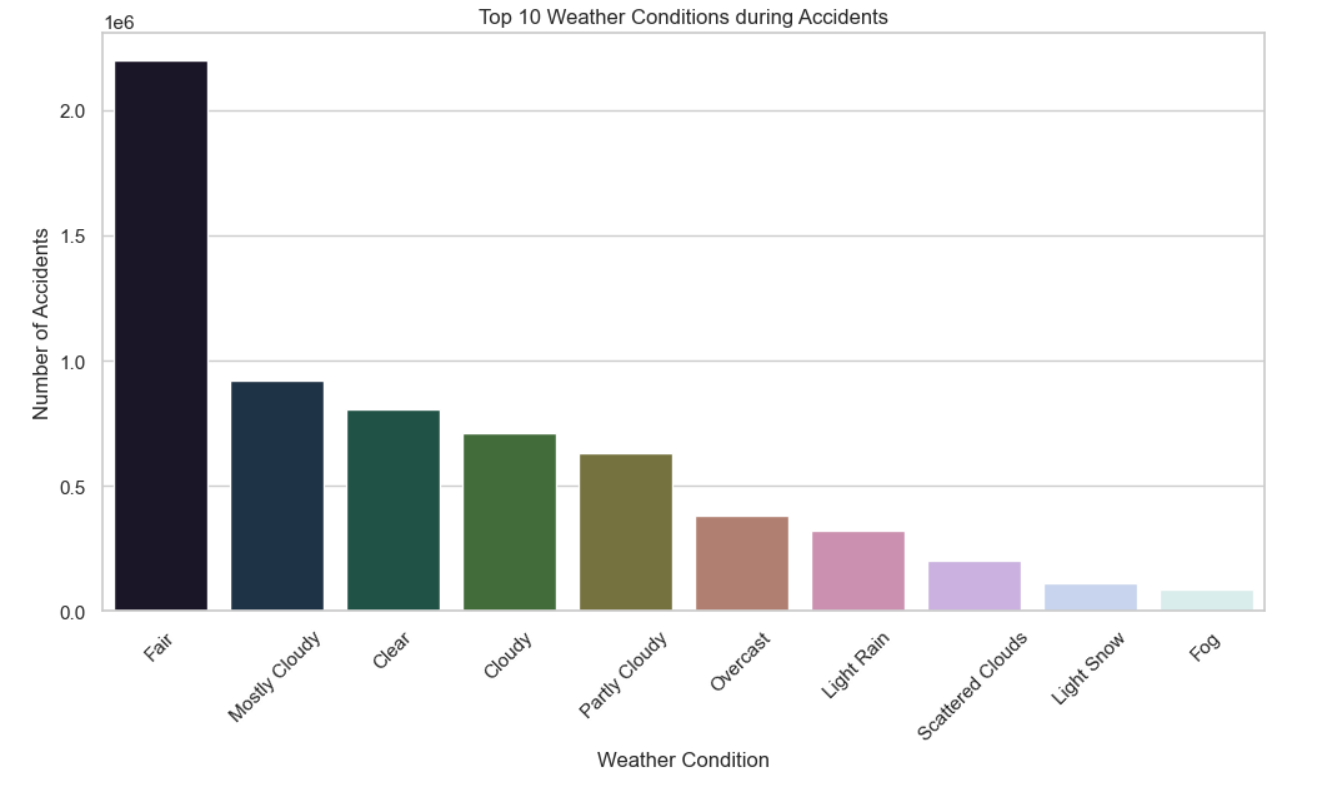 Top 10 Weather Conditions during Accidents
1e6
2.0
1.5
1.0
0.5
0.0
Number of Accidents
Fair
Mostly Cloudy
Clear
Cloudy
Partly Cloudy
Overcast
Light Rain
Scattered Clouds
Light Snow
Fog
Weather Condition